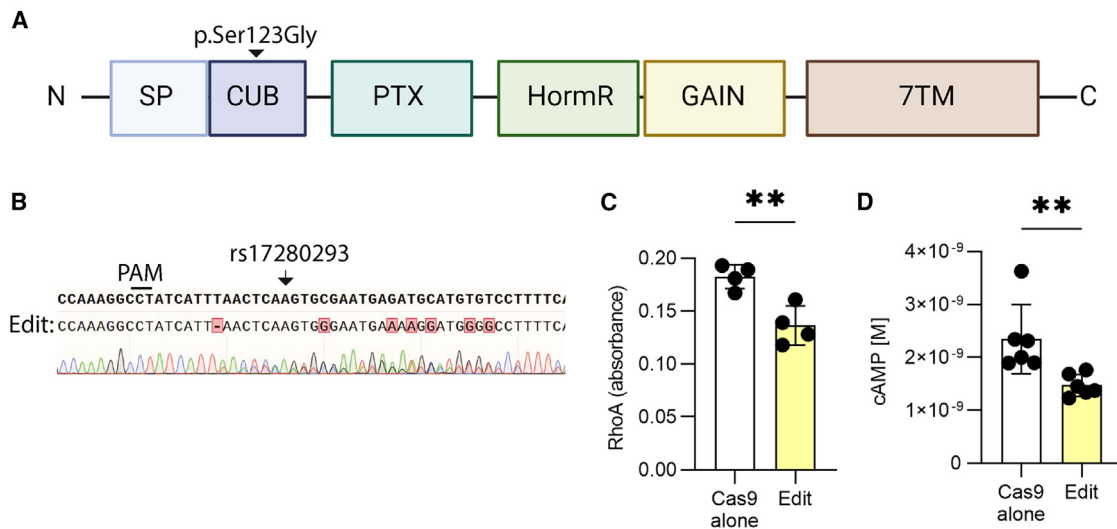 A
p.Ser123Gly
N SP CUB PTX HormR GAIN 7TM C
B
PAM rs17280293
CCAAAGGCCTATCATTTAACTCAAGTGCGAATGAGATGCATGTGTCCTTTTCA
Edit: CCAAAGGCCTATCATT-AACTCAAGTGGGAATGAAAAGGATGGGGCCTTTTCA
C
**
RhoA (absorbance)
0.20
0.15
0.10
0.05
0.00
Cas9 alone
Edit
D
**
cAMP [M]
4×10⁻⁹
3×10⁻⁹
2×10⁻⁹
1×10⁻⁹
0
Cas9 alone
Edit